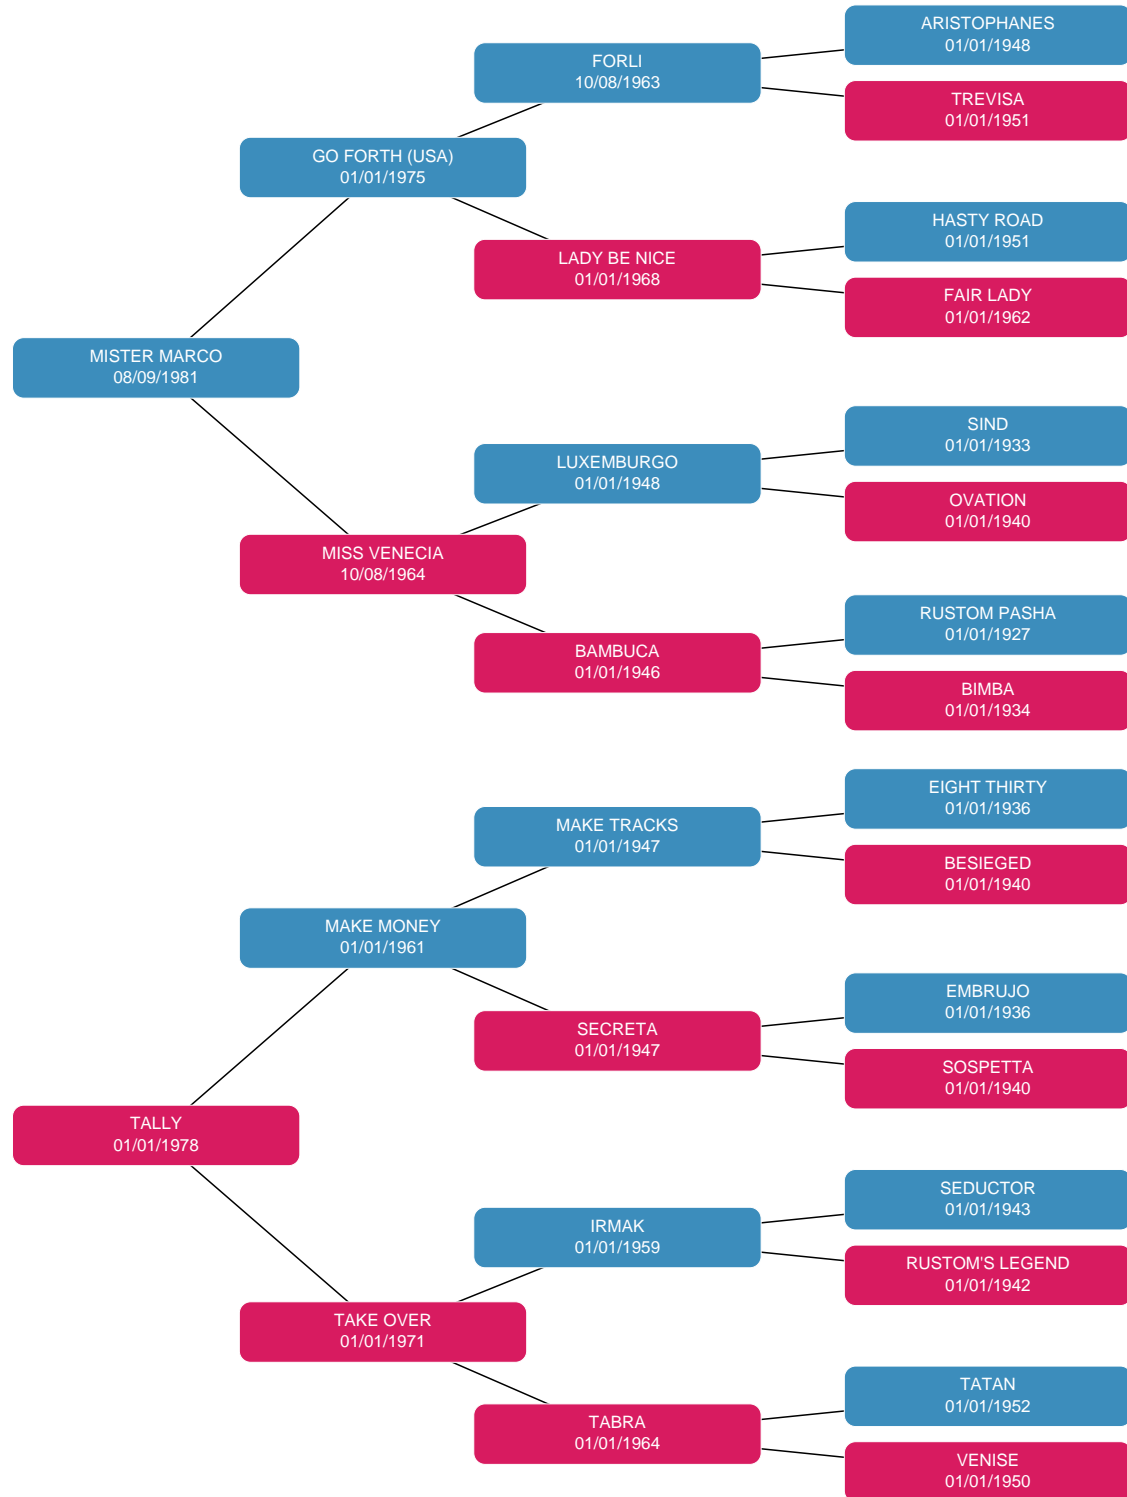 ARISTOPHANES
01/01/1948
FORLI
10/08/1963
TREVISA
01/01/1951
GO FORTH (USA)
01/01/1975
HASTY ROAD
01/01/1951
LADY BE NICE
01/01/1968
FAIR LADY
01/01/1962
MISTER MARCO
08/09/1981
SIND
01/01/1933
LUXEMBURGO
01/01/1948
OVATION
01/01/1940
MISS VENECIA
10/08/1964
RUSTOM PASHA
01/01/1927
BAMBUCA
01/01/1946
BIMBA
01/01/1934
EIGHT THIRTY
01/01/1936
MAKE TRACKS
01/01/1947
BESIEGED
01/01/1940
MAKE MONEY
01/01/1961
EMBRUJO
01/01/1936
SECRETA
01/01/1947
SOSPETTA
01/01/1940
TALLY
01/01/1978
SEDUCTOR
01/01/1943
IRMAK
01/01/1959
RUSTOM'S LEGEND
01/01/1942
TAKE OVER
01/01/1971
TATAN
01/01/1952
TABRA
01/01/1964
VENISE
01/01/1950